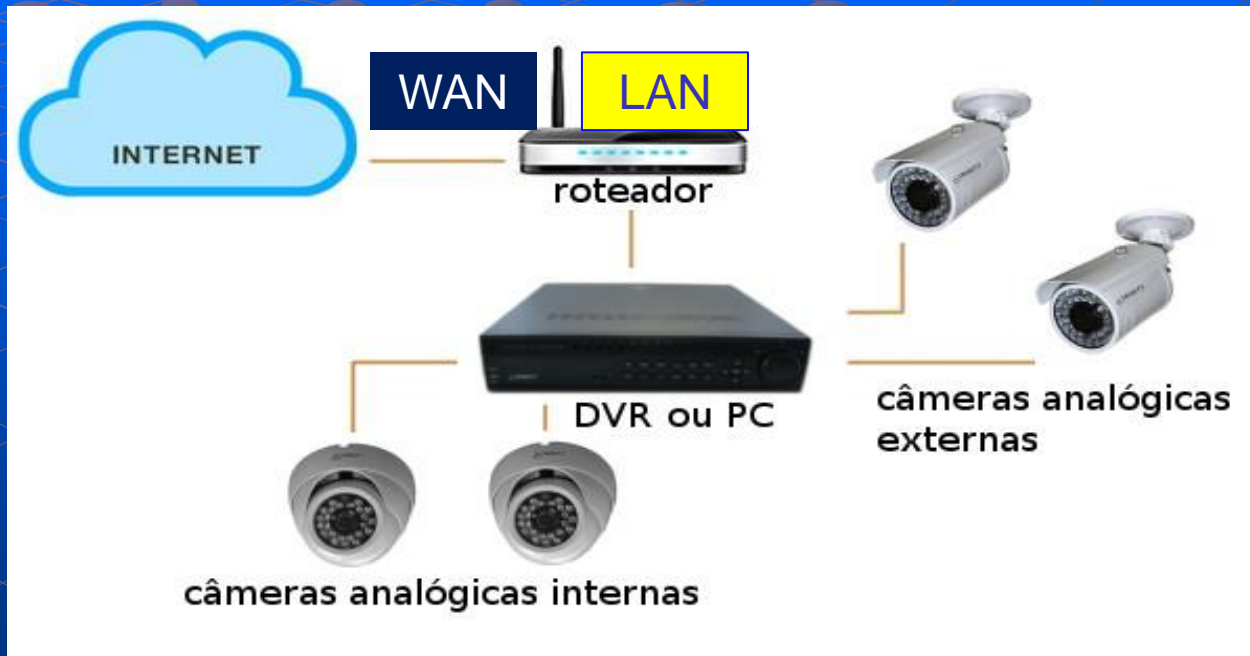 WAN
LAN
INTERNET
roteador
DVR ou PC
câmeras analógicas
externas
câmeras analógicas internas